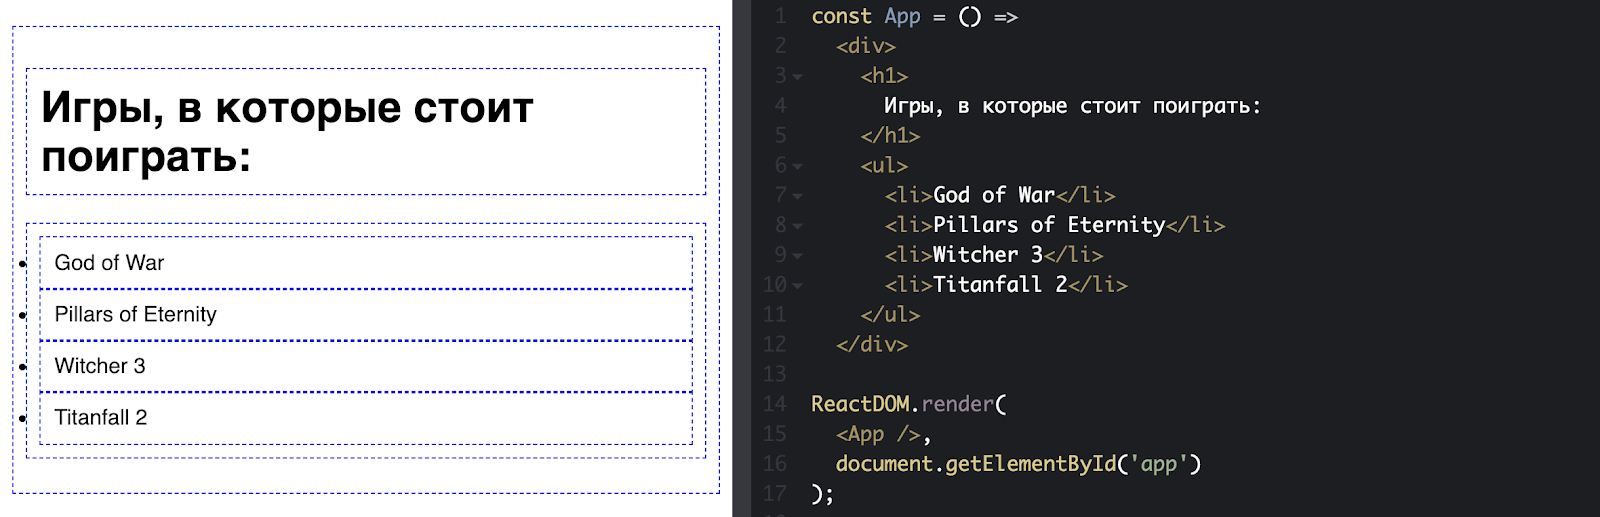 Игры, в которые стоит
поиграть:
God of War
Pillars of Eternity
Witcher 3
Titanfall 2
1 const App = () =>
2 <div>
3 <h1>
4 Игры, в которые стоит поиграть:
5 </h1>
6 <ul>
7 <li>God of War</li>
8 <li>Pillars of Eternity</li>
9 <li>Witcher 3</li>
10 <li>Titanfall 2</li>
11 </ul>
12 </div>
13
14 ReactDOM.render(
15 <App />,
16 document.getElementById('app')
17 );